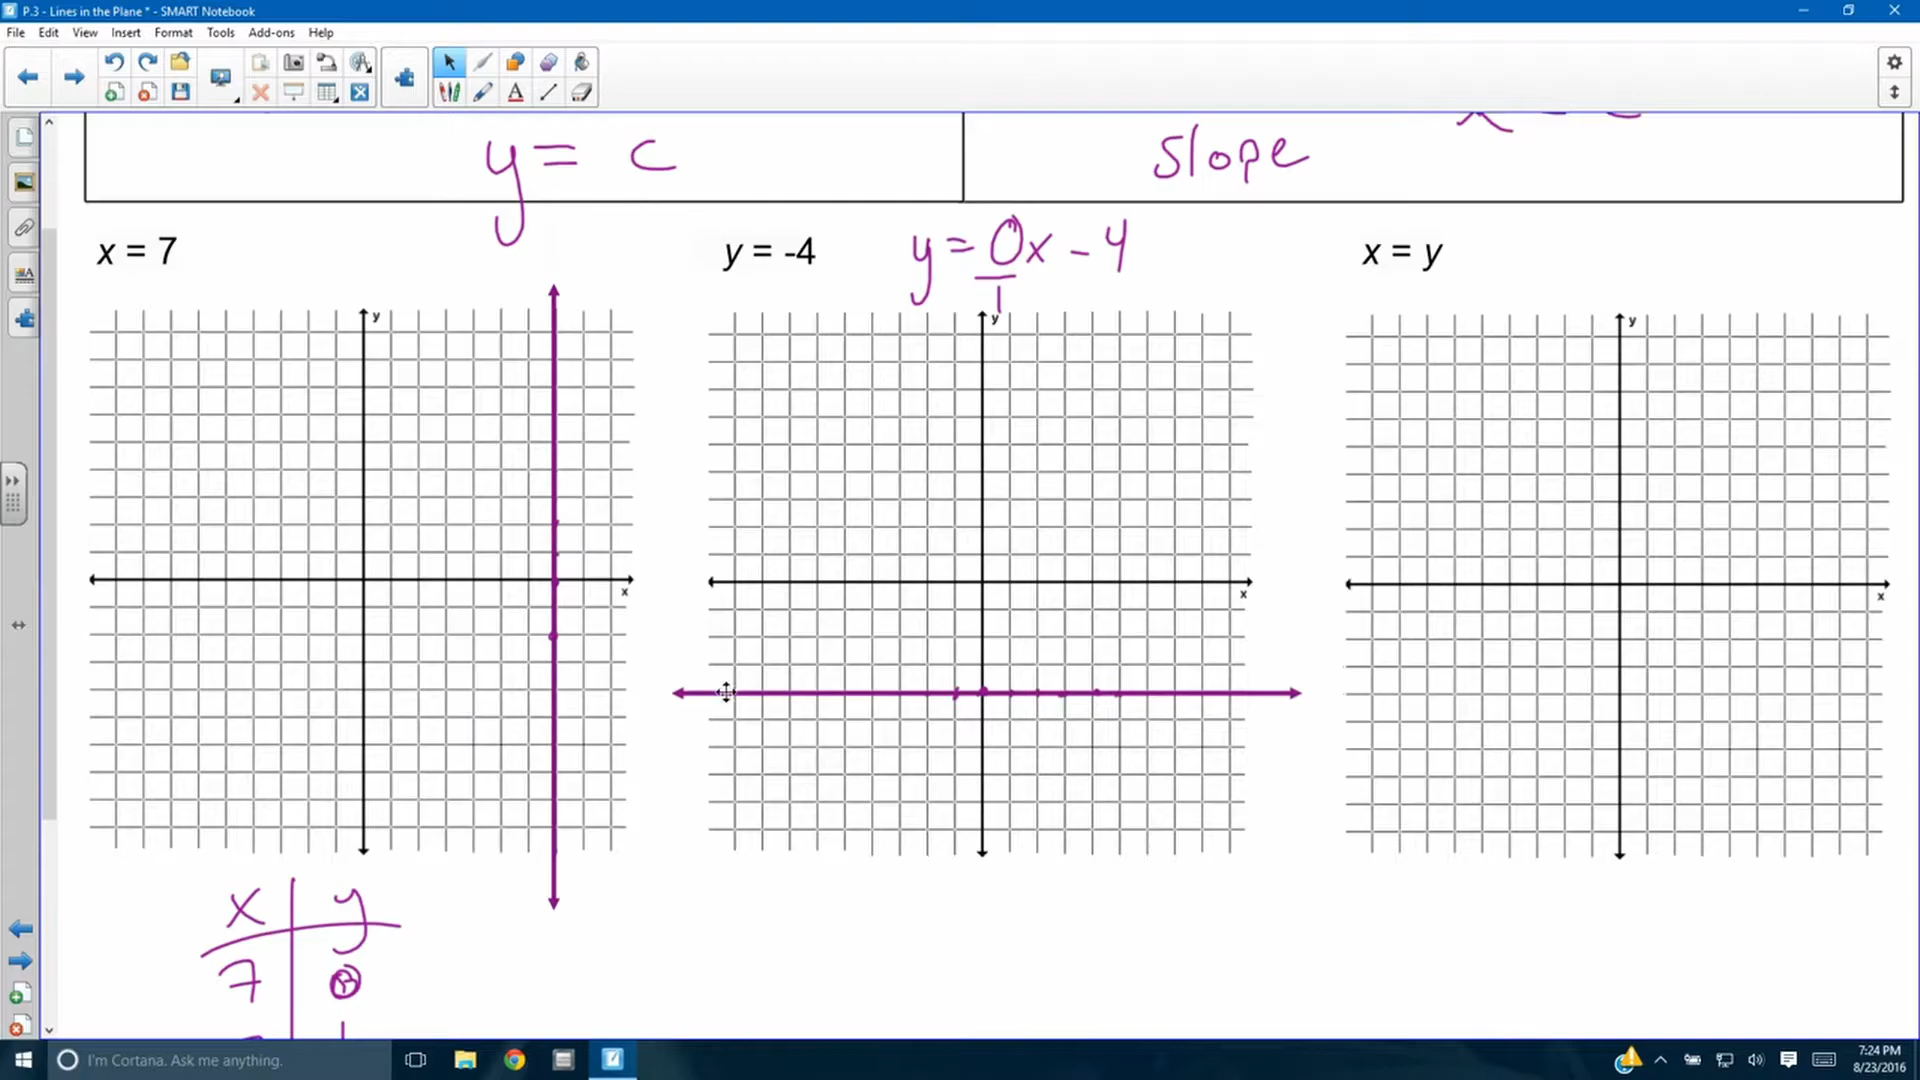 P.3 - Lines in the Plane * - SMART Notebook
File Edit View Insert Format Tools Add-ons Help
y = c
slope
x = 7
y = -4
y = 0x - 4
1
x = y
y
x
y
x
y
x
x y
7
I'm Cortana. Ask me anything.
7:24 PM
8/23/2016